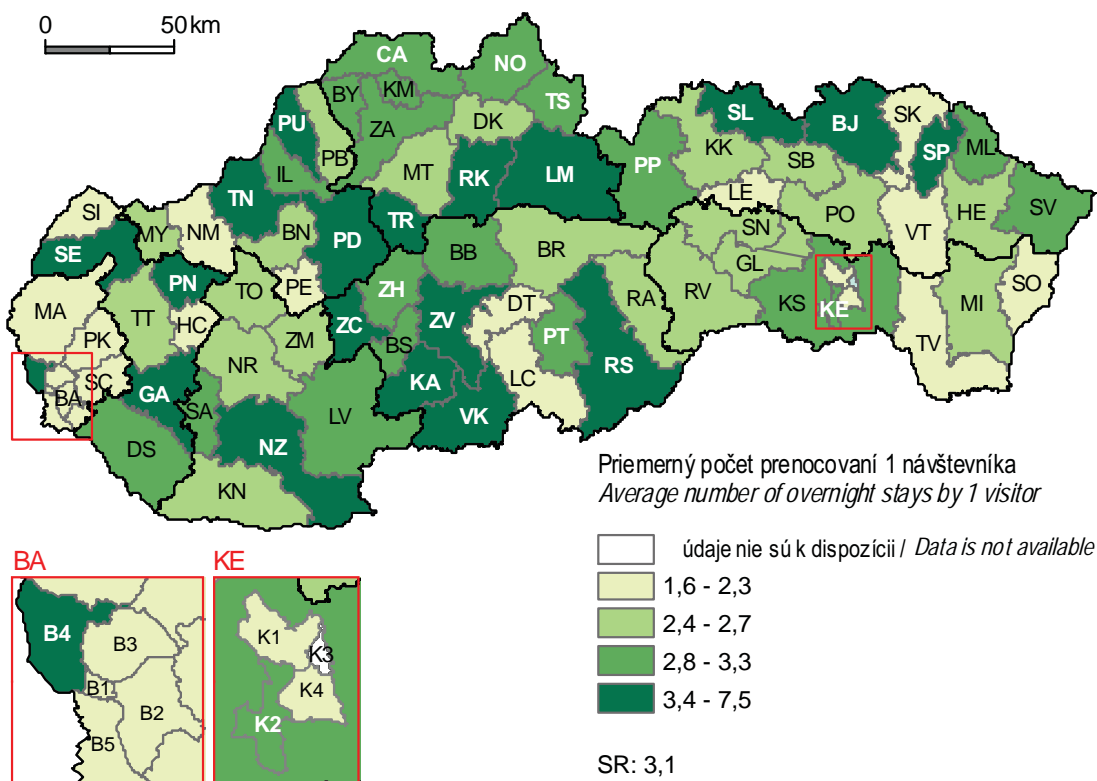 0 50 km
CA NO
BY KM TS
PU ZA DK SL BJ SK
PB KK SP ML
IL MT RK LM PP SB
TN LE PO HE SV
SI TR
MY NM BN PD BR SN VT
SE BB GL
PN TO PE ZH RA RV KS KE MI SO
MA TT HC ZC ZV DT
PK ZM BS PT TV
NR RS
SC GA KA LC
BA SA LV VK
DS NZ
KN
Priemerný počet prenocovaní 1 návštevníka
Average number of overnight stays by 1 visitor
údaje nie sú k dispozícii / Data is not available
1,6 - 2,3
2,4 - 2,7
2,8 - 3,3
3,4 - 7,5
SR: 3,1
BA
B4
B3
B1
B2
B5
KE
K1
K3
K4
K2